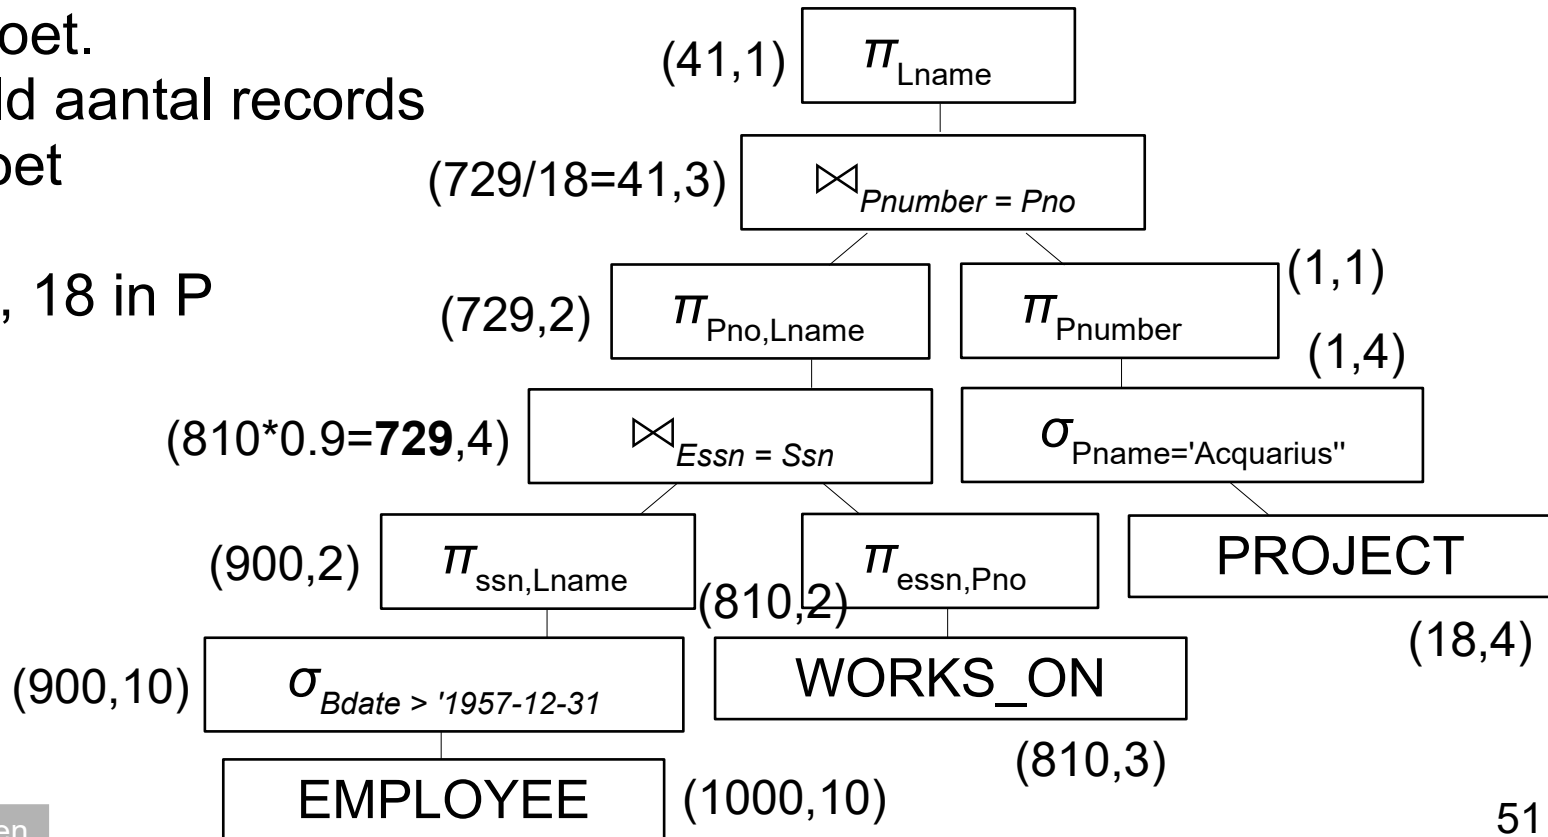 oet.
ld aantal records
oet
, 18 in P
(41,1) π Lname
(729/18=41,3) ⋈ Pnumber = Pno
(729,2) π Pno,Lname π Pnumber (1,1)
(1,4)
(810*0.9=729,4) ⋈ Essn = Ssn σ Pname='Acquarius''
(900,2) π ssn,Lname (810,2) π essn,Pno PROJECT
(18,4)
(900,10) σ Bdate > '1957-12-31 WORKS_ON
(810,3)
EMPLOYEE (1000,10)
en
51